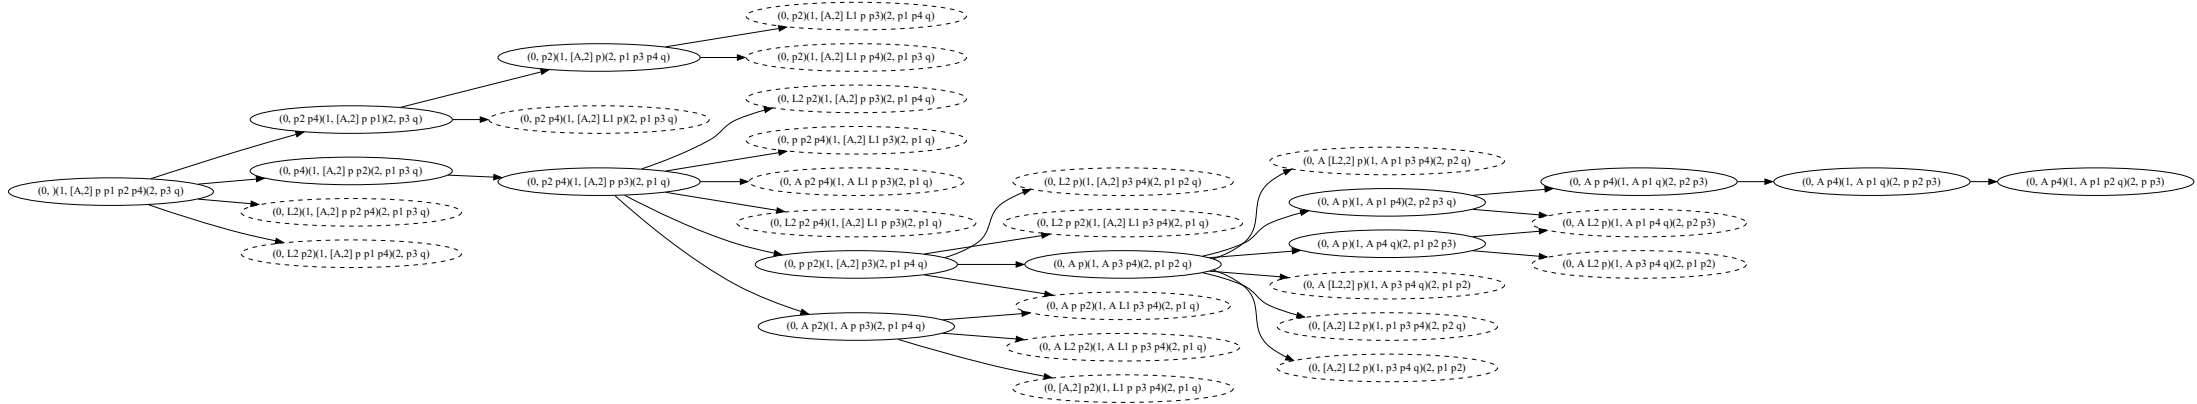 (0, p2)(1, [A,2] L1 p p3)(2, p1 p4 q)
(0, p2)(1, [A,2] p)(2, p1 p3 p4 q)
(0, p2)(1, [A,2] L1 p p4)(2, p1 p3 q)
(0, L2 p2)(1, [A,2] p p3)(2, p1 p4 q)
(0, p2 p4)(1, [A,2] p p1)(2, p3 q)
(0, p2 p4)(1, [A,2] L1 p)(2, p1 p3 q)
(0, p p2 p4)(1, [A,2] L1 p3)(2, p1 q)
(0, A [L2,2] p)(1, A p1 p3 p4)(2, p2 q)
(0, p4)(1, [A,2] p p2)(2, p1 p3 q)
(0, p2 p4)(1, [A,2] p p3)(2, p1 q)
(0, A p2 p4)(1, A L1 p p3)(2, p1 q)
(0, L2 p)(1, [A,2] p3 p4)(2, p1 p2 q)
(0, A p p4)(1, A p1 q)(2, p2 p3)
(0, A p4)(1, A p1 q)(2, p p2 p3)
(0, A p4)(1, A p1 p2 q)(2, p p3)
(0, )(1, [A,2] p p1 p2 p4)(2, p3 q)
(0, A p)(1, A p1 p4)(2, p2 p3 q)
(0, L2)(1, [A,2] p p2 p4)(2, p1 p3 q)
(0, L2 p2 p4)(1, [A,2] L1 p p3)(2, p1 q)
(0, L2 p p2)(1, [A,2] L1 p3 p4)(2, p1 q)
(0, A L2 p)(1, A p1 p4 q)(2, p2 p3)
(0, A p)(1, A p4 q)(2, p1 p2 p3)
(0, L2 p2)(1, [A,2] p p1 p4)(2, p3 q)
(0, p p2)(1, [A,2] p3)(2, p1 p4 q)
(0, A p)(1, A p3 p4)(2, p1 p2 q)
(0, A L2 p)(1, A p3 p4 q)(2, p1 p2)
(0, A [L2,2] p)(1, A p3 p4 q)(2, p1 p2)
(0, A p p2)(1, A L1 p3 p4)(2, p1 q)
(0, A p2)(1, A p p3)(2, p1 p4 q)
(0, [A,2] L2 p)(1, p1 p3 p4)(2, p2 q)
(0, A L2 p2)(1, A L1 p p3 p4)(2, p1 q)
(0, [A,2] L2 p)(1, p3 p4 q)(2, p1 p2)
(0, [A,2] p2)(1, L1 p p3 p4)(2, p1 q)